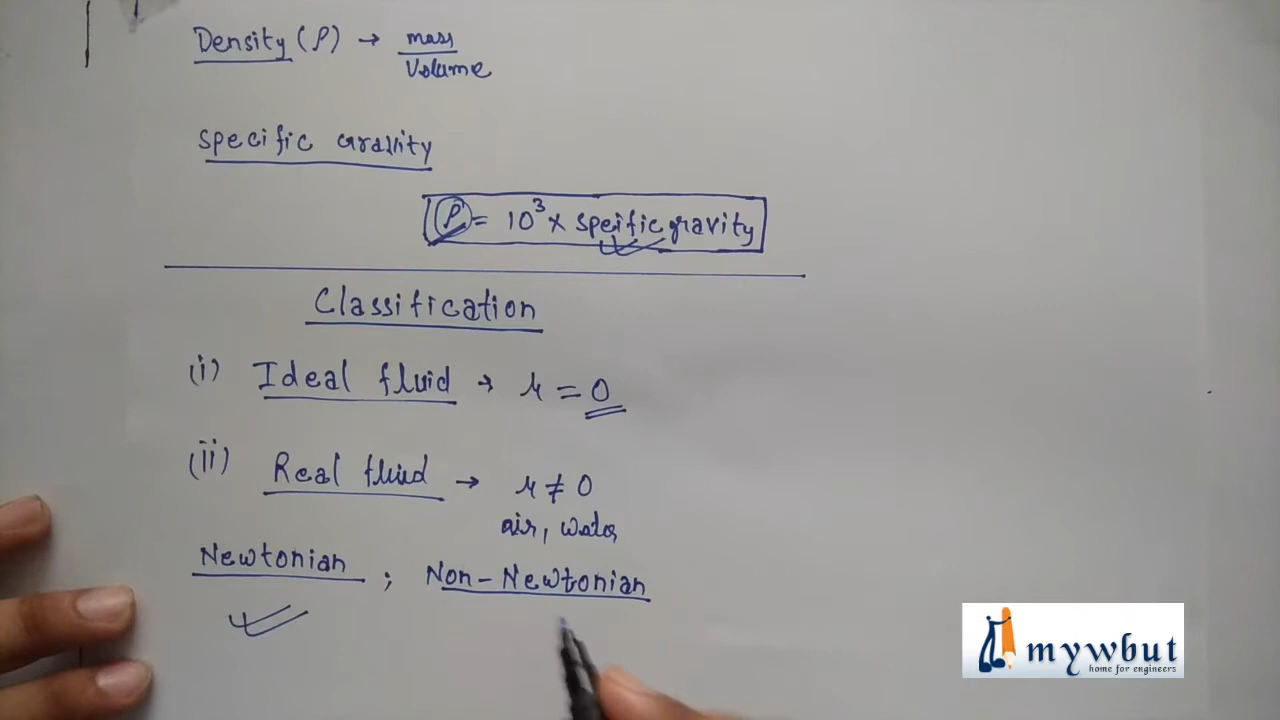 Density (ρ) → mass
Volume
Specific Gravity
ρ = 10³ × Speific gravity
Classification
(i) Ideal fluid → μ = 0
(ii) Real fluid → μ ≠ 0
air, water
Newtonian ; Non-Newtonian
mywbut
home for engineers